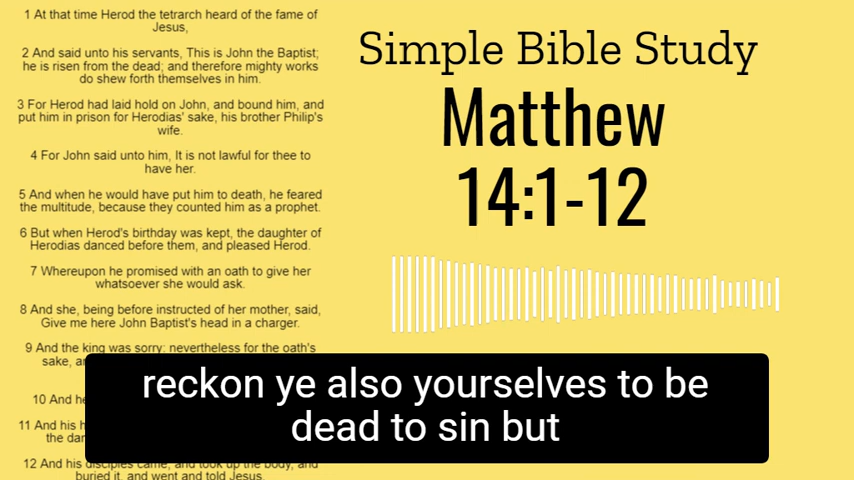 1 At that time Herod the tetrarch heard of the fame of
Jesus,
2 And said unto his servants, This is John the Baptist;
he is risen from the dead; and therefore mighty works
do shew forth themselves in him.
3 For Herod had laid hold on John, and bound him, and
put him in prison for Herodias' sake, his brother Philip's
wife.
4 For John said unto him, It is not lawful for thee to
have her.
5 And when he would have put him to death, he feared
the multitude, because they counted him as a prophet.
6 But when Herod's birthday was kept, the daughter of
Herodias danced before them, and pleased Herod.
7 Whereupon he promised with an oath to give her
whatsoever she would ask.
8 And she, being before instructed of her mother, said,
Give me here John Baptist's head in a charger.
9 And the king was sorry: nevertheless for the oath's
sake,
10 And
11 And his
the
12 And his disciples came, and took up the body, and
buried it, and went and told Jesus.
Simple Bible Study
Matthew
14:1-12
reckon ye also yourselves to be
dead to sin but